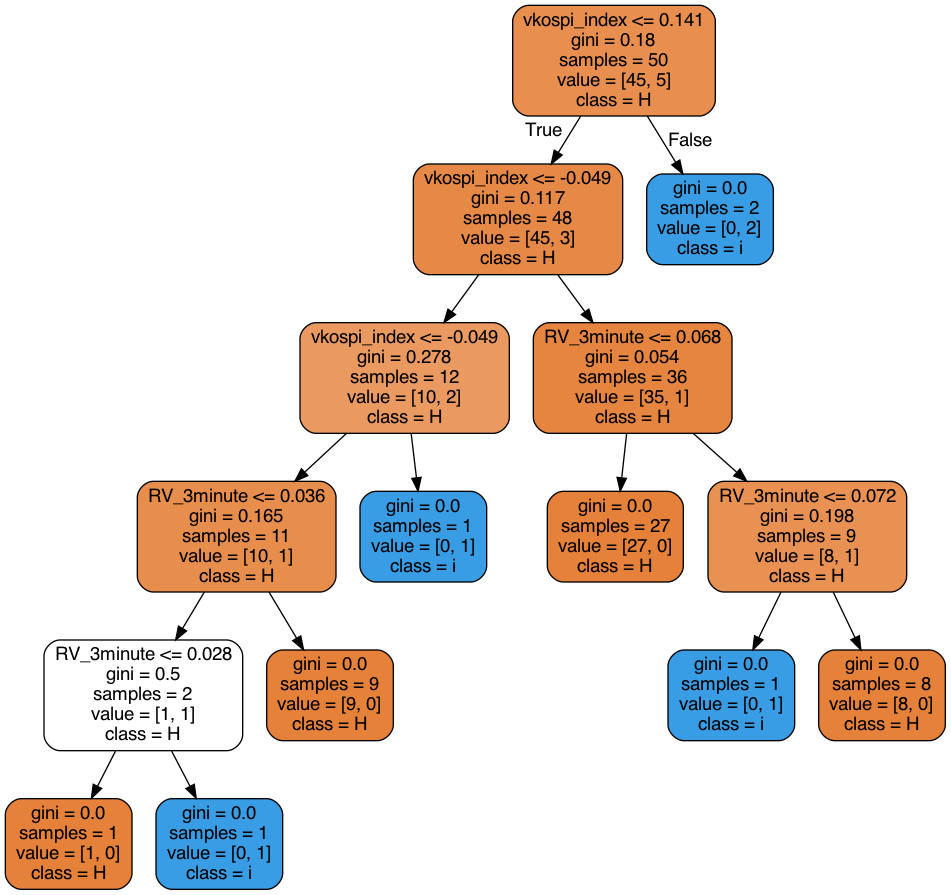 vkospi_index <= 0.141
gini = 0.18
samples = 50
value = [45, 5]
class = H
True
False
vkospi_index <= -0.049
gini = 0.117
samples = 48
value = [45, 3]
class = H
gini = 0.0
samples = 2
value = [0, 2]
class = i
vkospi_index <= -0.049
gini = 0.278
samples = 12
value = [10, 2]
class = H
RV_3minute <= 0.068
gini = 0.054
samples = 36
value = [35, 1]
class = H
RV_3minute <= 0.036
gini = 0.165
samples = 11
value = [10, 1]
class = H
gini = 0.0
samples = 1
value = [0, 1]
class = i
gini = 0.0
samples = 27
value = [27, 0]
class = H
RV_3minute <= 0.072
gini = 0.198
samples = 9
value = [8, 1]
class = H
RV_3minute <= 0.028
gini = 0.5
samples = 2
value = [1, 1]
class = H
gini = 0.0
samples = 9
value = [9, 0]
class = H
gini = 0.0
samples = 1
value = [0, 1]
class = i
gini = 0.0
samples = 8
value = [8, 0]
class = H
gini = 0.0
samples = 1
value = [1, 0]
class = H
gini = 0.0
samples = 1
value = [0, 1]
class = i